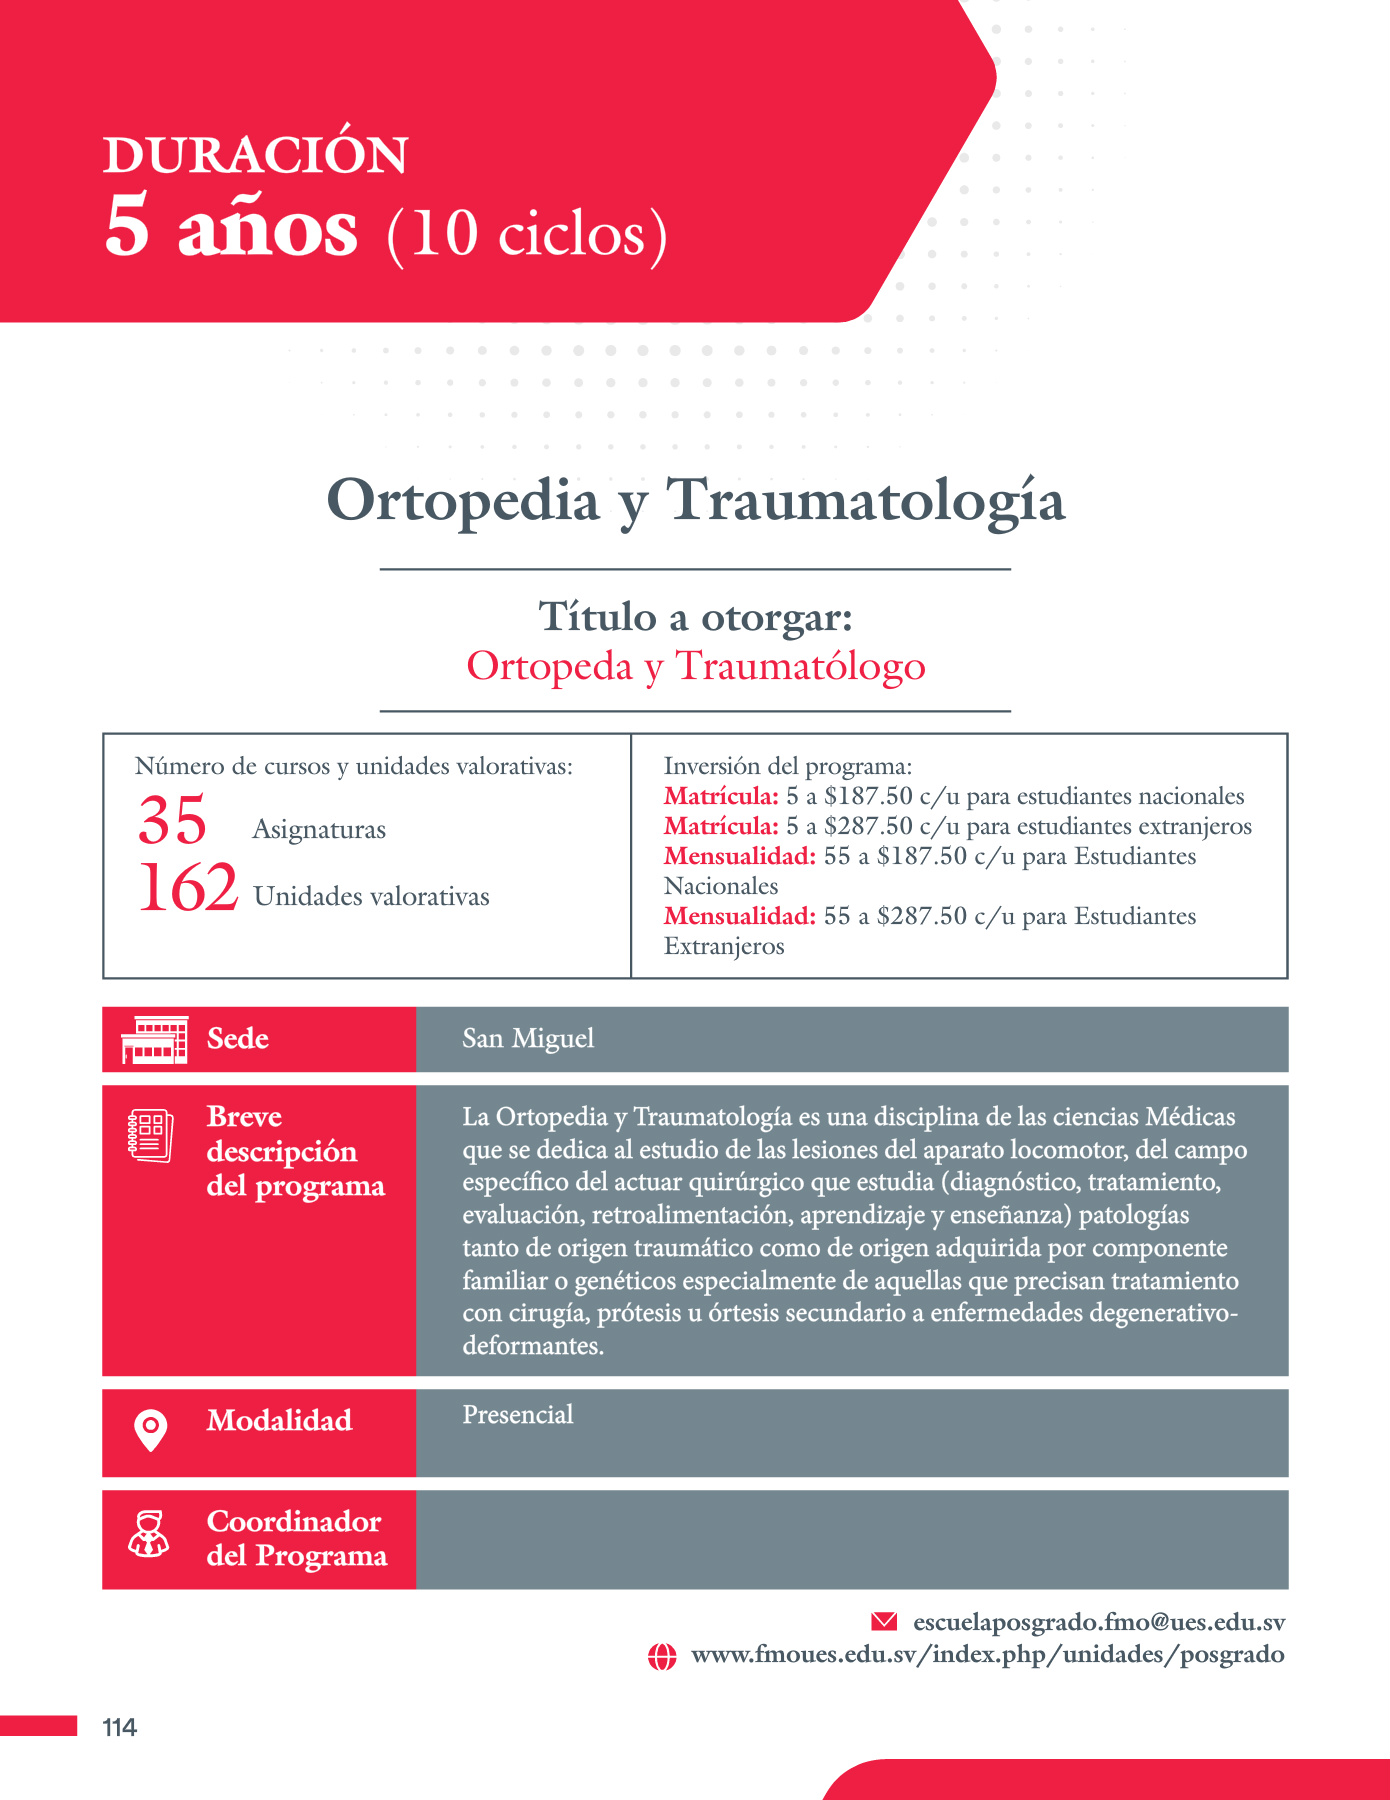 DURACIÓN
5 años (10 ciclos)
Ortopedia y Traumatología
Título a otorgar:
Ortopeda y Traumatólogo
Número de cursos y unidades valorativas:
35 Asignaturas
162 Unidades valorativas
Inversión del programa:
Matrícula: 5 a $187.50 c/u para estudiantes nacionales
Matrícula: 5 a $287.50 c/u para estudiantes extranjeros
Mensualidad: 55 a $187.50 c/u para Estudiantes
Nacionales
Mensualidad: 55 a $287.50 c/u para Estudiantes
Extranjeros
Sede
San Miguel
Breve
descripción
del programa
La Ortopedia y Traumatología es una disciplina de las ciencias Médicas
que se dedica al estudio de las lesiones del aparato locomotor, del campo
específico del actuar quirúrgico que estudia (diagnóstico, tratamiento,
evaluación, retroalimentación, aprendizaje y enseñanza) patologías
tanto de origen traumático como de origen adquirida por componente
familiar o genéticos especialmente de aquellas que precisan tratamiento
con cirugía, prótesis u órtesis secundario a enfermedades degenerativo-
deformantes.
Modalidad
Presencial
Coordinador
del Programa
escuelaposgrado.fmo@ues.edu.sv
www.fmoues.edu.sv/index.php/unidades/posgrado
114